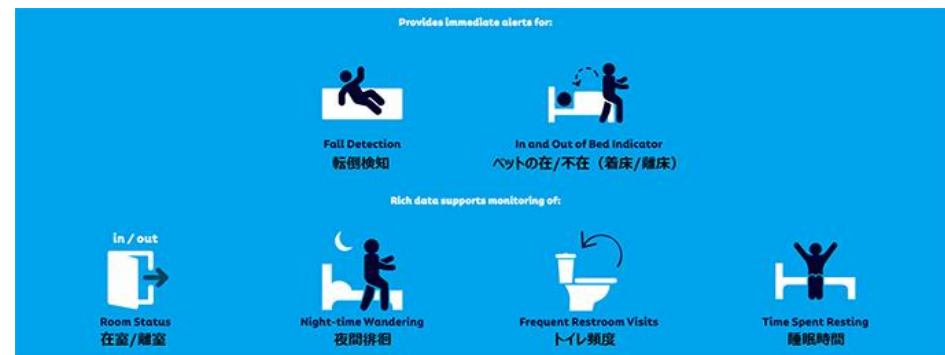 Provides immediate alerts for:
Fall Detection
転倒検知
In and Out of Bed Indicator
ベットの在/不在（着床/離床）
Rich data supports monitoring of:
in / out
Room Status
在室/離室
Night-time Wandering
夜間徘徊
Frequent Restroom Visits
トイレ頻度
Time Spent Resting
睡眠時間